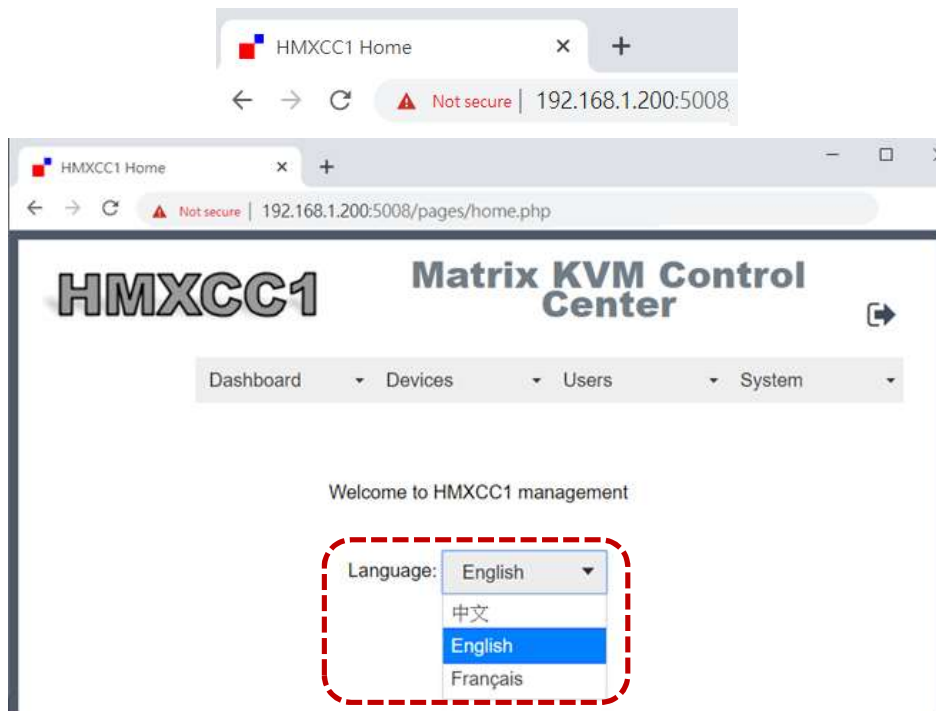 HMXCC1 Home
Not secure | 192.168.1.200:5008
HMXCC1 Home
Not secure | 192.168.1.200:5008/pages/home.php
HMXCC1
Matrix KVM Control
Center
Dashboard Devices Users System
Welcome to HMXCC1 management
Language: English
中文
English
Français